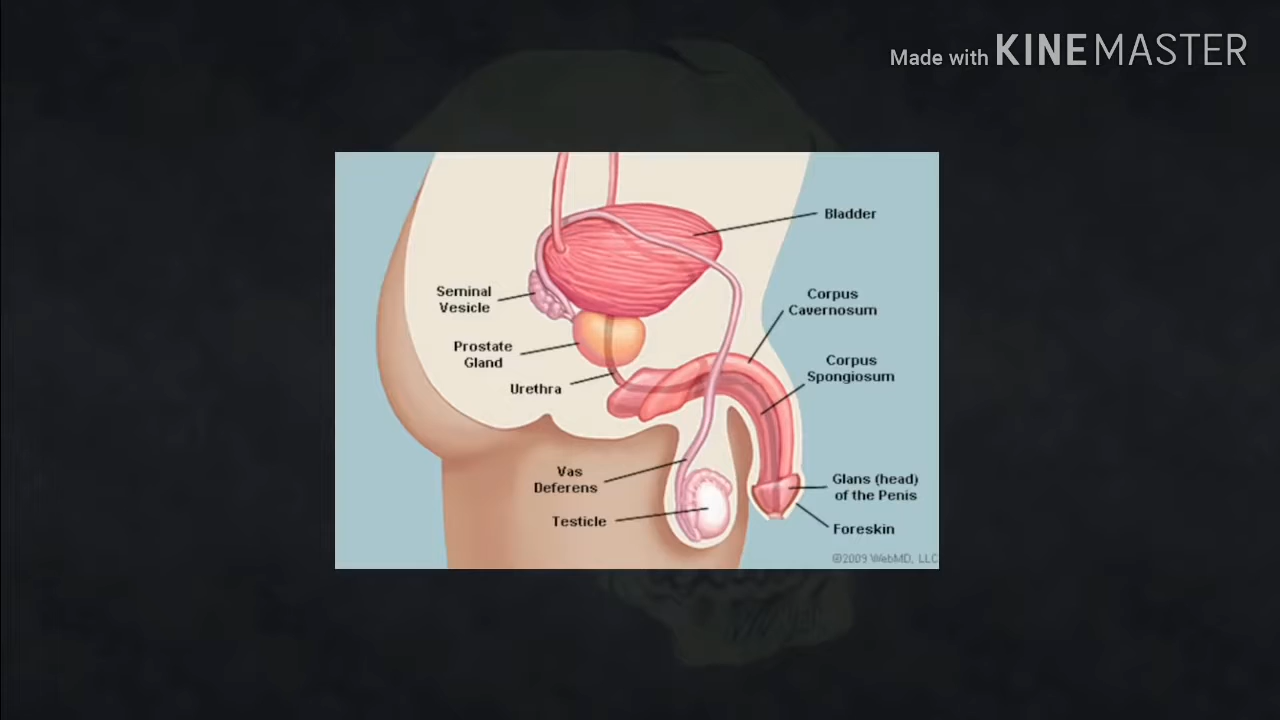 Made with KINEMASTER
Bladder
Seminal
Vesicle
Corpus
Cavernosum
Prostate
Gland
Corpus
Spongiosum
Urethra
Vas
Deferens
Glans (head)
of the Penis
Testicle
Foreskin
©2009 WebMD, LLC